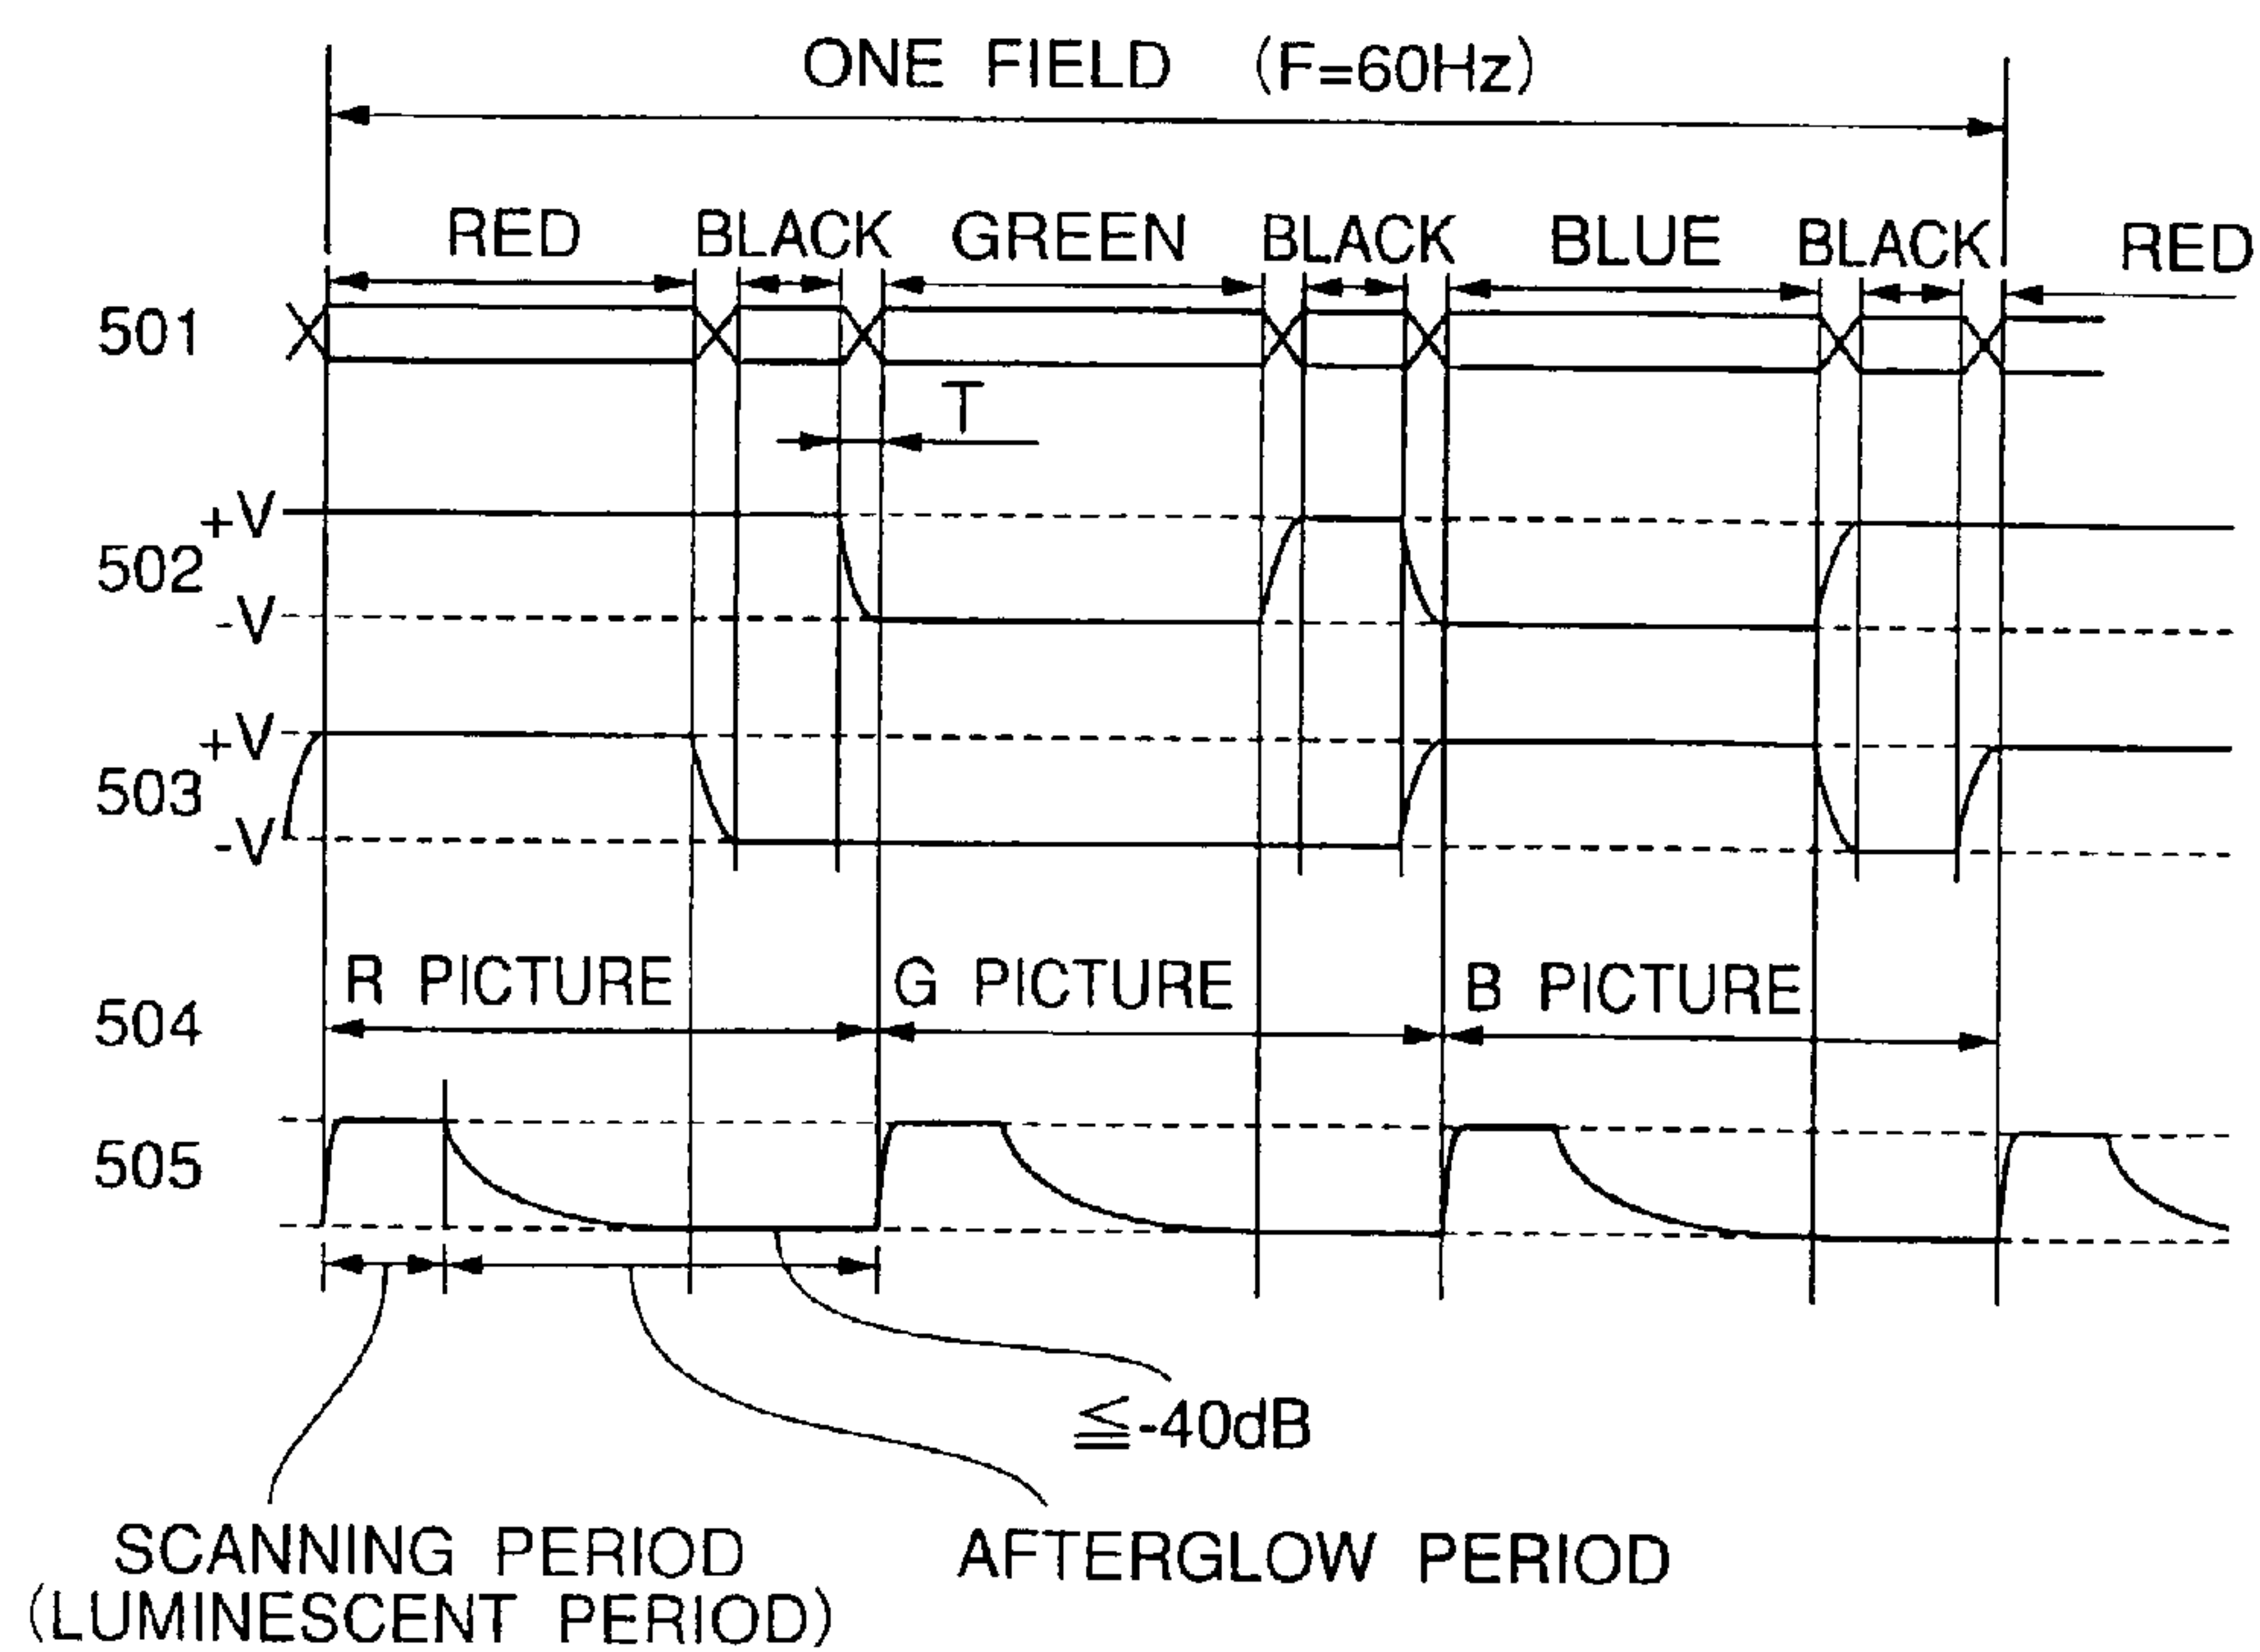 ONE FIELD (F=60Hz)
RED BLACK GREEN BLACK BLUE BLACK RED
501
T
+V
502
-V
+V
503
-V
R PICTURE G PICTURE B PICTURE
504
505
≦-40dB
SCANNING PERIOD AFTERGLOW PERIOD
(LUMINESCENT PERIOD)